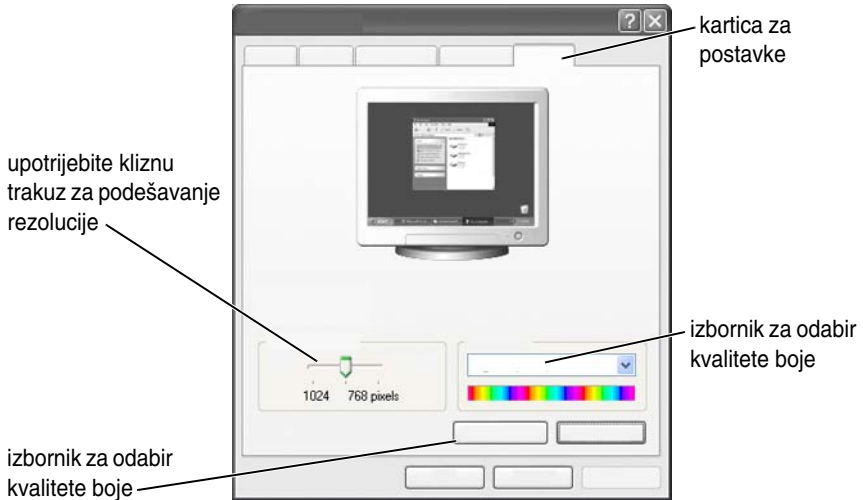 kartica za
postavke
upotrijebite kliznu
trakuz za podešavanje
rezolucije
izbornik za odabir
kvalitete boje
1024 768 pixels
izbornik za odabir
kvalitete boje